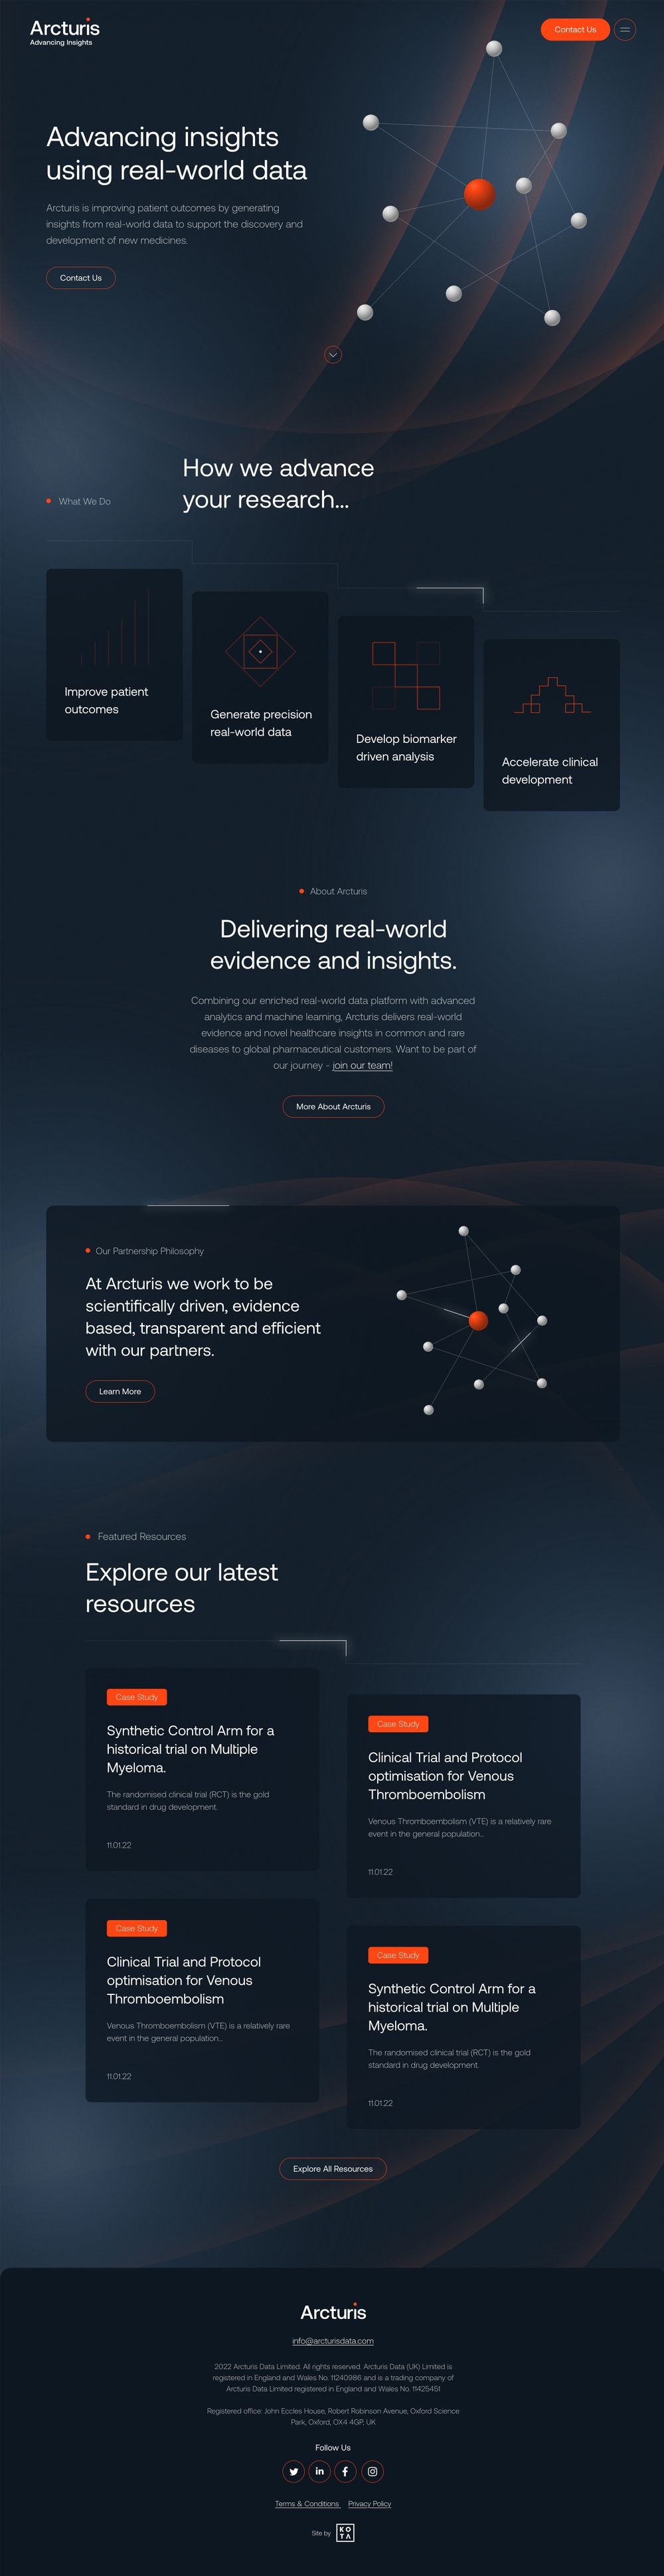 Arcturis
Advancing Insights
Contact Us
Advancing insights
using real-world data
Arcturis is improving patient outcomes by generating
insights from real-world data to support the discovery and
development of new medicines.
Contact Us
How we advance
your research...
What We Do
Improve patient
outcomes
Generate precision
real-world data
Develop biomarker
driven analysis
Accelerate clinical
development
About Arcturis
Delivering real-world
evidence and insights.
Combining our enriched real-world data platform with advanced
analytics and machine learning, Arcturis delivers real-world
evidence and novel healthcare insights in common and rare
diseases to global pharmaceutical customers. Want to be part of
our journey - join our team!
More About Arcturis
Our Partnership Philosophy
At Arcturis we work to be
scientifically driven, evidence
based, transparent and efficient
with our partners.
Learn More
Featured Resources
Explore our latest
resources
Case Study
Synthetic Control Arm for a
historical trial on Multiple
Myeloma.
The randomised clinical trial (RCT) is the gold
standard in drug development.
11.01.22
Case Study
Clinical Trial and Protocol
optimisation for Venous
Thromboembolism
Venous Thromboembolism (VTE) is a relatively rare
event in the general population...
11.01.22
Case Study
Clinical Trial and Protocol
optimisation for Venous
Thromboembolism
Venous Thromboembolism (VTE) is a relatively rare
event in the general population...
11.01.22
Case Study
Synthetic Control Arm for a
historical trial on Multiple
Myeloma.
The randomised clinical trial (RCT) is the gold
standard in drug development.
11.01.22
Explore All Resources
Arcturis
info@arcturisdata.com
2022 Arcturis Data Limited. All rights reserved. Arcturis Data (UK) Limited is
registered in England and Wales No. 11240986 and is a trading company of
Arcturis Data Limited registered in England and Wales No. 11425451
Registered office: John Eccles House, Robert Robinson Avenue, Oxford Science
Park, Oxford, OX4 4GP, UK
Follow Us
in
Terms & Conditions Privacy Policy
Site by KOTA